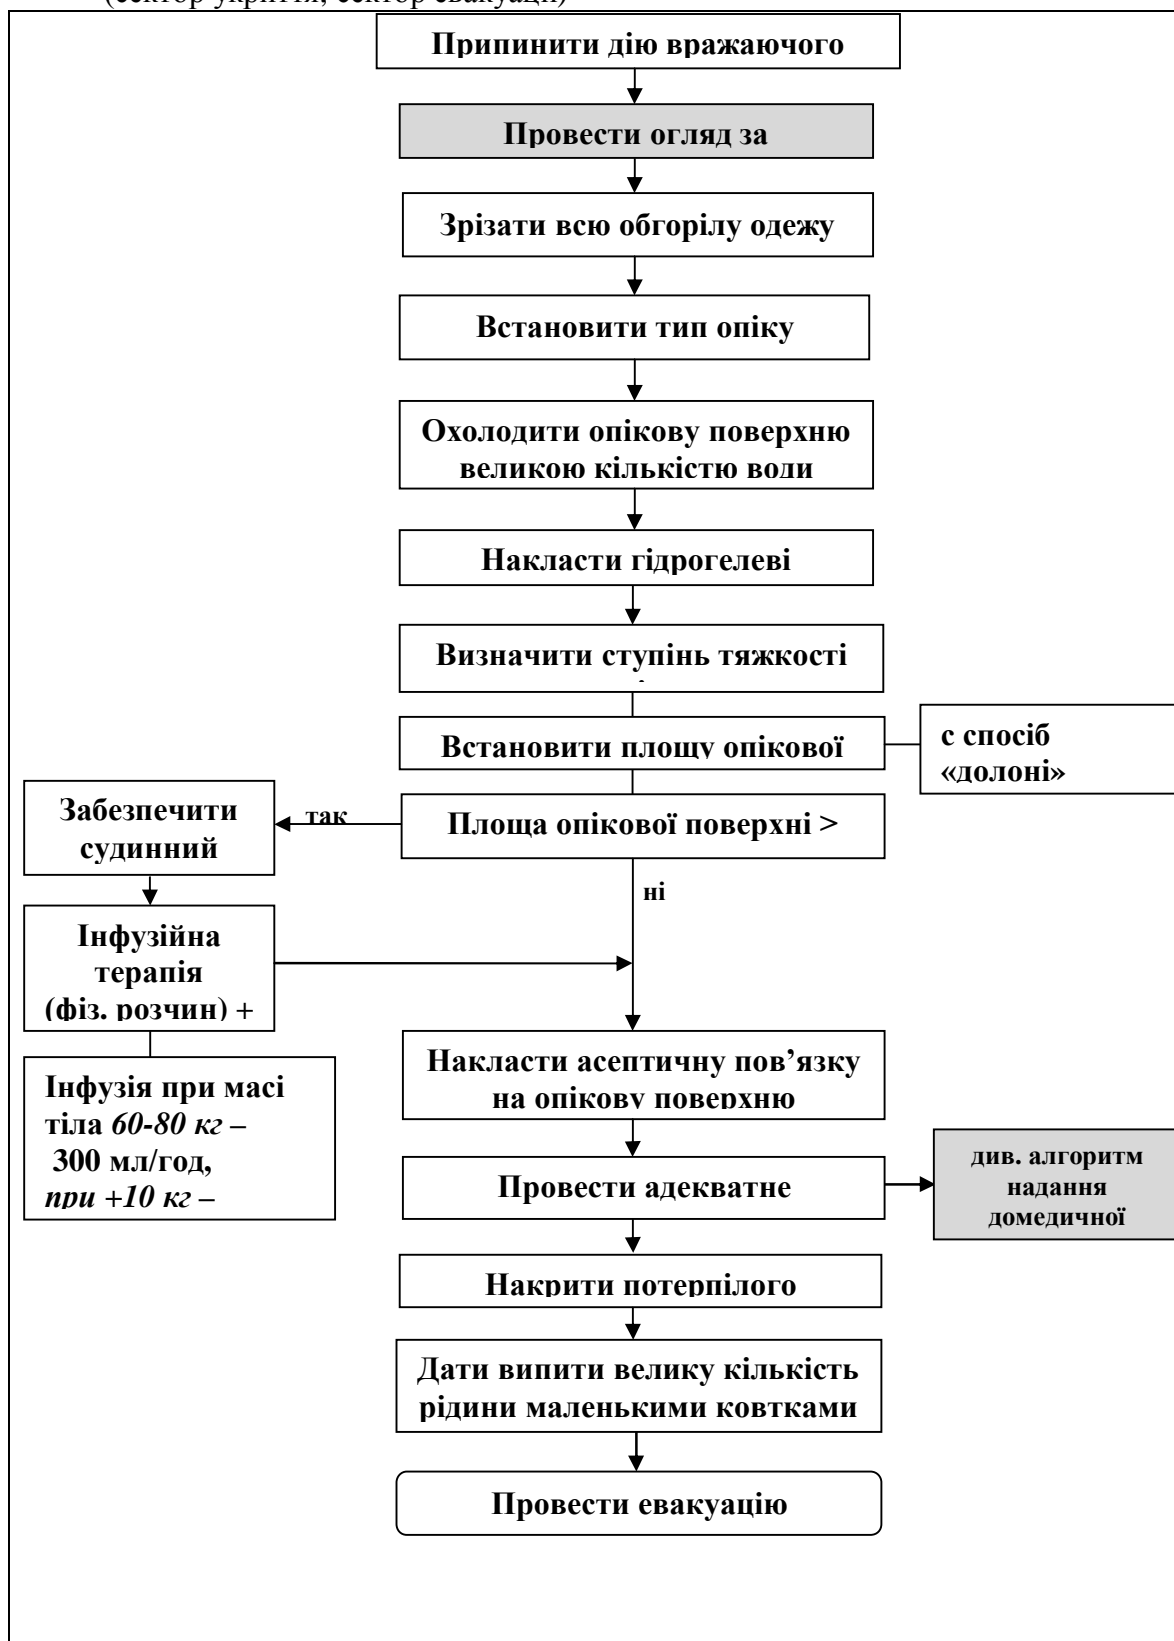 (сектор укриття, сектор евакуації)
Припинити дію вражаючого
Провести огляд за
Зрізати всю обгорілу одежу
Встановити тип опіку
Охолодити опікову поверхню
великою кількістю води
Накласти гідрогелеві
Визначити ступінь тяжкості
Встановити площу опікової
с спосіб
«долоні»
Площа опікової поверхні >
так
Забезпечити
судинний
ні
Інфузійна
терапія
(фіз. розчин) +
Інфузія при масі
тіла 60-80 кг –
300 мл/год,
при +10 кг –
Накласти асептичну пов’язку
на опікову поверхню
Провести адекватне
див. алгоритм
надання
домедичної
Накрити потерпілого
Дати випити велику кількість
рідини маленькими ковтками
Провести евакуацію